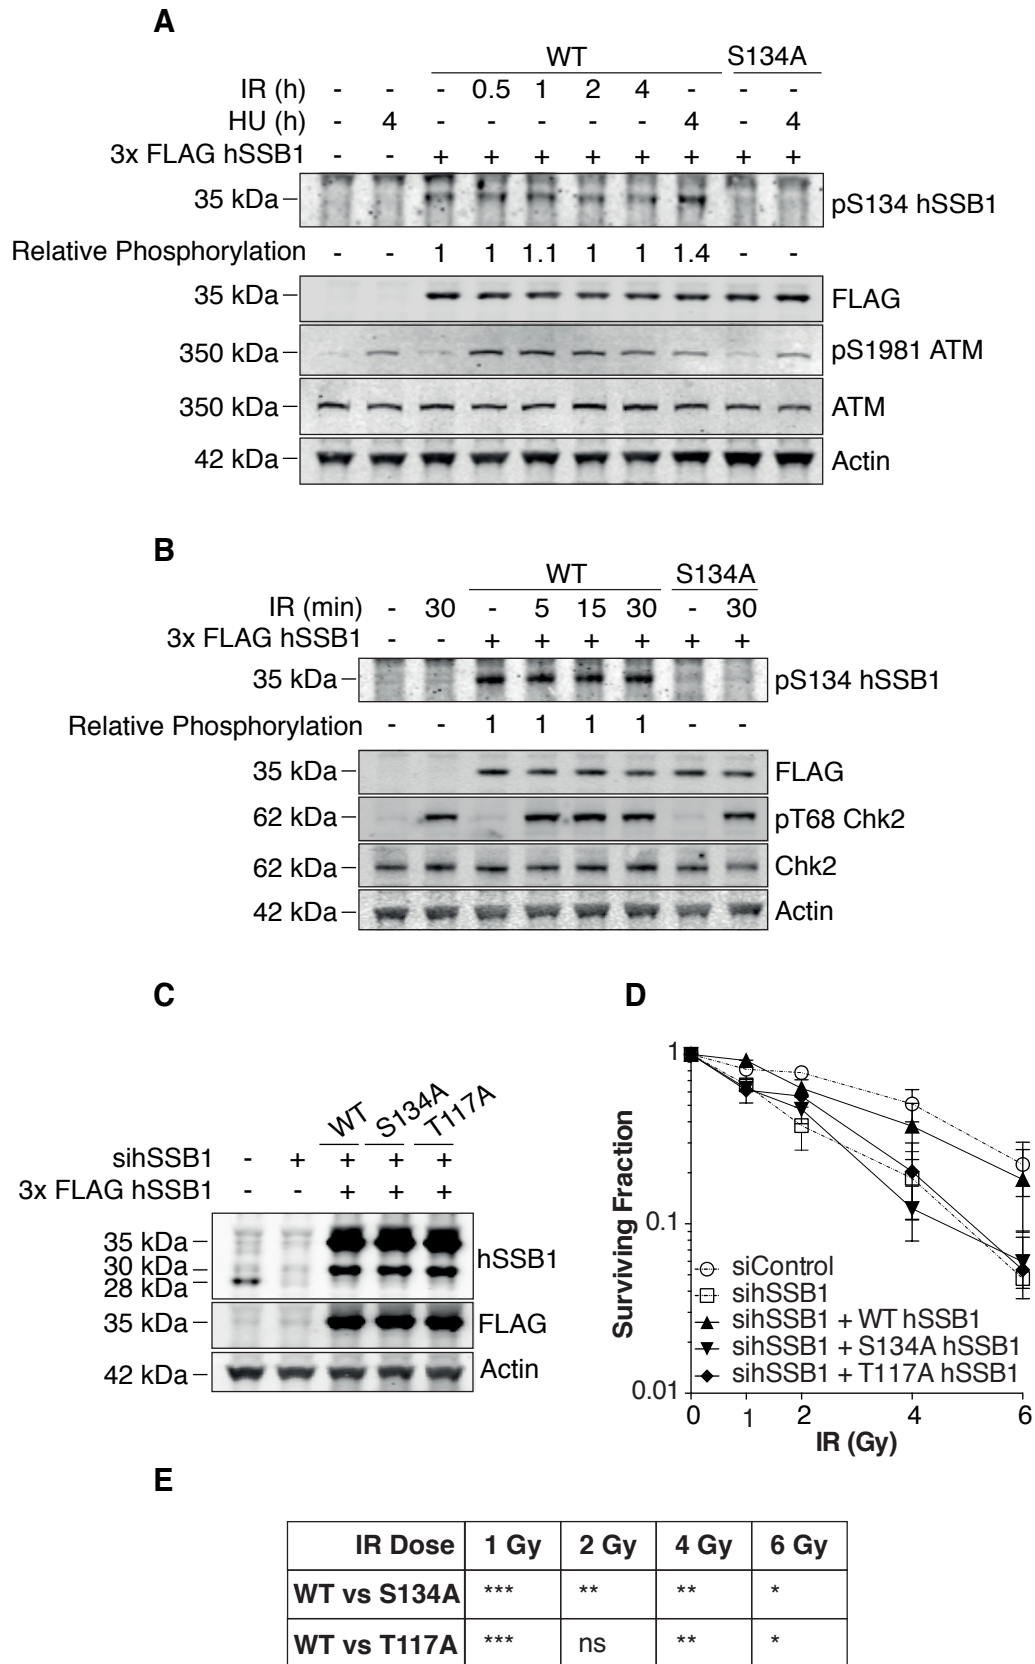 A
WT S134A
IR (h) - - - 0.5 1 2 4 - - -
HU (h) - 4 - - - - - 4 - 4
3x FLAG hSSB1 - - + + + + + + + +
35 kDa pS134 hSSB1
Relative Phosphorylation - - 1 1 1.1 1 1 1.4 - -
35 kDa FLAG
350 kDa pS1981 ATM
350 kDa ATM
42 kDa Actin
B
WT S134A
IR (min) - 30 - 5 15 30 - 30
3x FLAG hSSB1 - - + + + + + +
35 kDa pS134 hSSB1
Relative Phosphorylation - - 1 1 1 1 - -
35 kDa FLAG
62 kDa pT68 Chk2
62 kDa Chk2
42 kDa Actin
C
WT S134A T117A
sihSSB1 - + + + +
3x FLAG hSSB1 - - + + +
35 kDa
30 kDa
28 kDa
hSSB1
35 kDa FLAG
42 kDa Actin
D
Surviving Fraction
1
0.1
0.01
siControl
sihSSB1
sihSSB1 + WT hSSB1
sihSSB1 + S134A hSSB1
sihSSB1 + T117A hSSB1
0 1 2 4 6
IR (Gy)
E
IR Dose 1 Gy 2 Gy 4 Gy 6 Gy
WT vs S134A *** ** ** *
WT vs T117A *** ns ** *